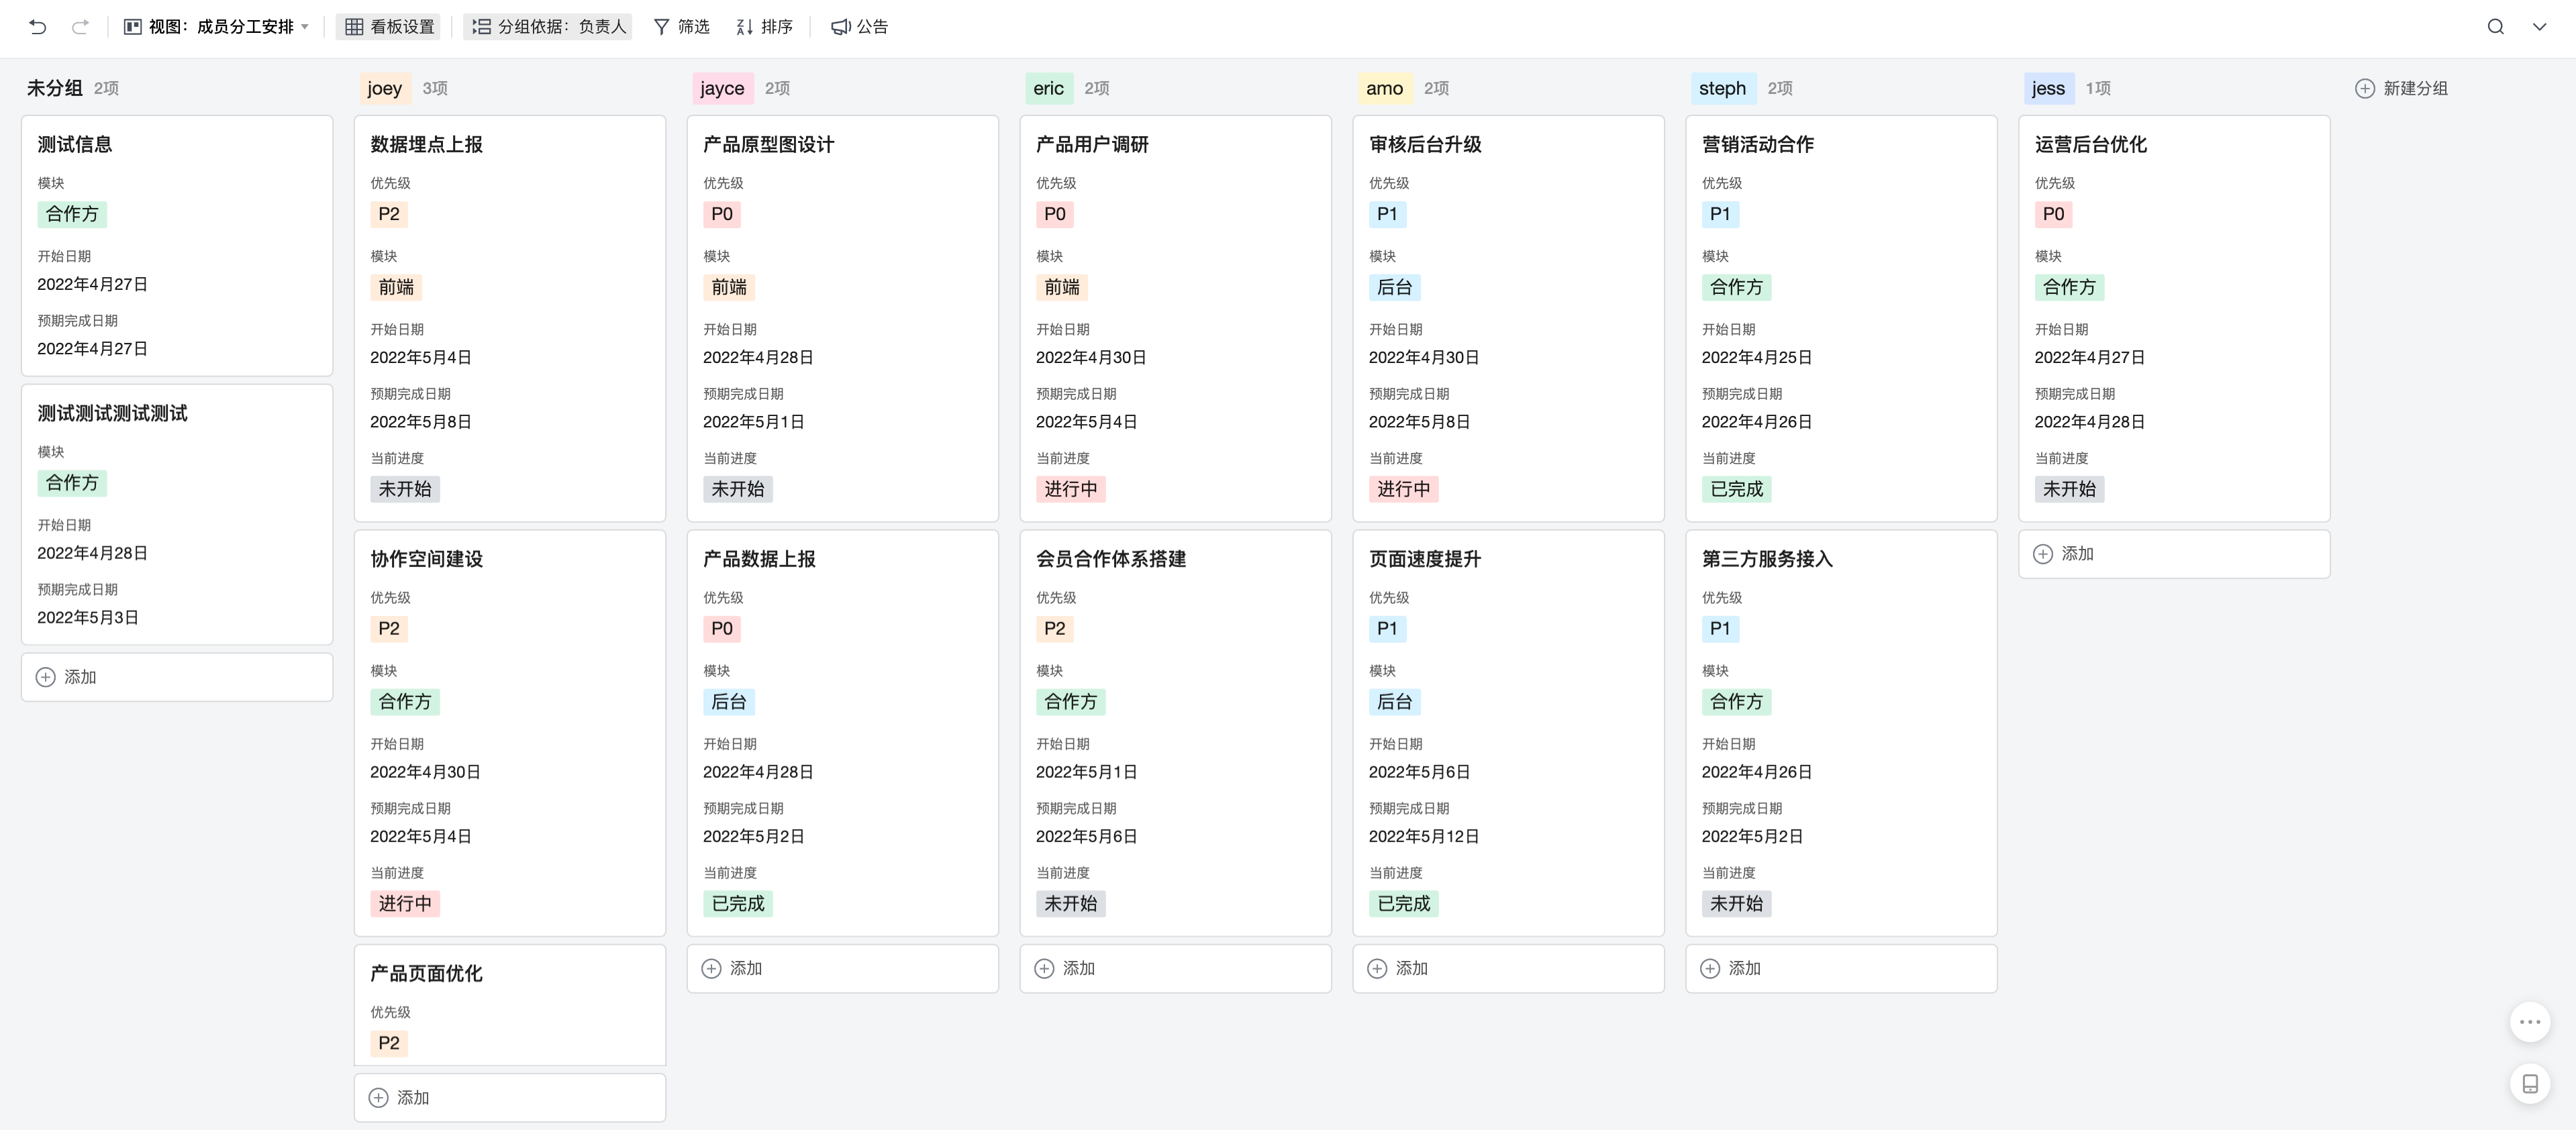 视图：成员分工安排
看板设置
分组依据：负责人
筛选
排序
公告
未分组 2项
测试信息
模块
合作方
开始日期
2022年4月27日
预期完成日期
2022年4月27日
测试测试测试测试
模块
合作方
开始日期
2022年4月28日
预期完成日期
2022年5月3日
添加
joey 3项
数据埋点上报
优先级
P2
模块
前端
开始日期
2022年5月4日
预期完成日期
2022年5月8日
当前进度
未开始
协作空间建设
优先级
P2
模块
合作方
开始日期
2022年4月30日
预期完成日期
2022年5月4日
当前进度
进行中
产品页面优化
优先级
P2
添加
jayce 2项
产品原型图设计
优先级
P0
模块
前端
开始日期
2022年4月28日
预期完成日期
2022年5月1日
当前进度
未开始
产品数据上报
优先级
P0
模块
后台
开始日期
2022年4月28日
预期完成日期
2022年5月2日
当前进度
已完成
添加
eric 2项
产品用户调研
优先级
P0
模块
前端
开始日期
2022年4月30日
预期完成日期
2022年5月4日
当前进度
进行中
会员合作体系搭建
优先级
P2
模块
合作方
开始日期
2022年5月1日
预期完成日期
2022年5月6日
当前进度
未开始
添加
amo 2项
审核后台升级
优先级
P1
模块
后台
开始日期
2022年4月30日
预期完成日期
2022年5月8日
当前进度
进行中
页面速度提升
优先级
P1
模块
后台
开始日期
2022年5月6日
预期完成日期
2022年5月12日
当前进度
已完成
添加
steph 2项
营销活动合作
优先级
P1
模块
合作方
开始日期
2022年4月25日
预期完成日期
2022年4月26日
当前进度
已完成
第三方服务接入
优先级
P1
模块
合作方
开始日期
2022年4月26日
预期完成日期
2022年5月2日
当前进度
未开始
添加
jess 1项
运营后台优化
优先级
P0
模块
合作方
开始日期
2022年4月27日
预期完成日期
2022年4月28日
当前进度
未开始
添加
新建分组